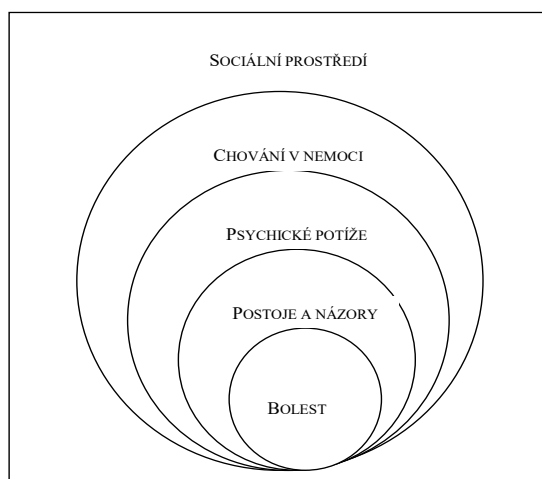 SOCIÁLNÍ PROSTŘEDÍ
CHOVÁNÍ V NEMOCI
PSYCHICKÉ POTÍŽE
POSTOJE A NÁZORY
BOLEST